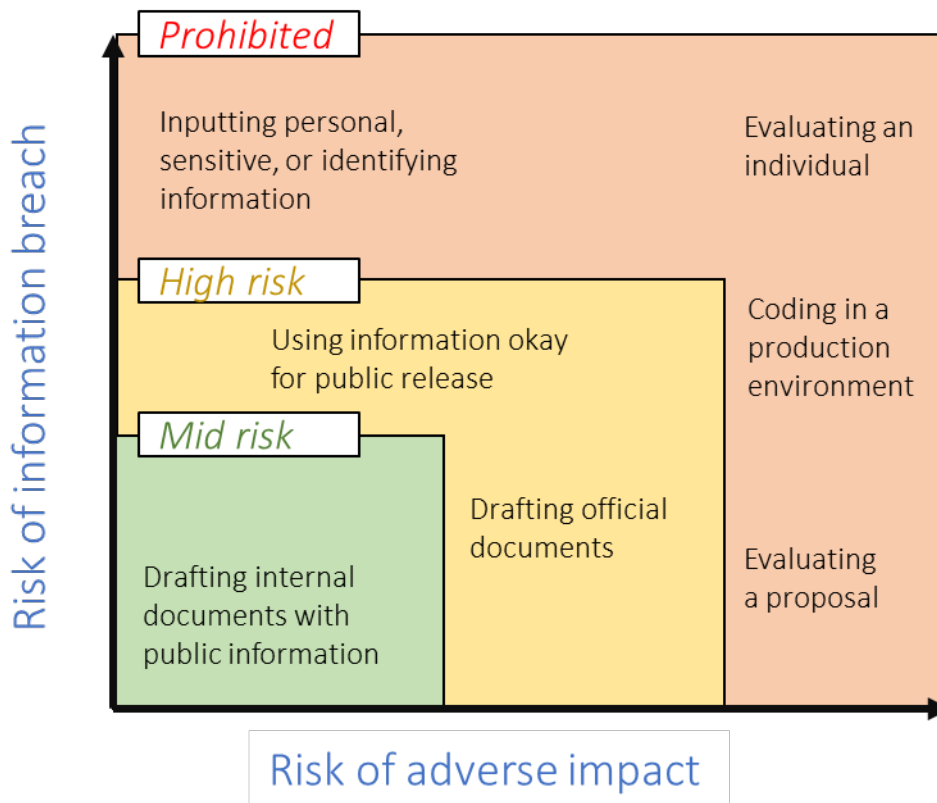 Risk of information breach
Prohibited
Inputting personal,
sensitive, or identifying
information
Evaluating an
individual
High risk
Using information okay
for public release
Coding in a
production
environment
Mid risk
Drafting internal
documents with
public information
Drafting official
documents
Evaluating
a proposal
Risk of adverse impact